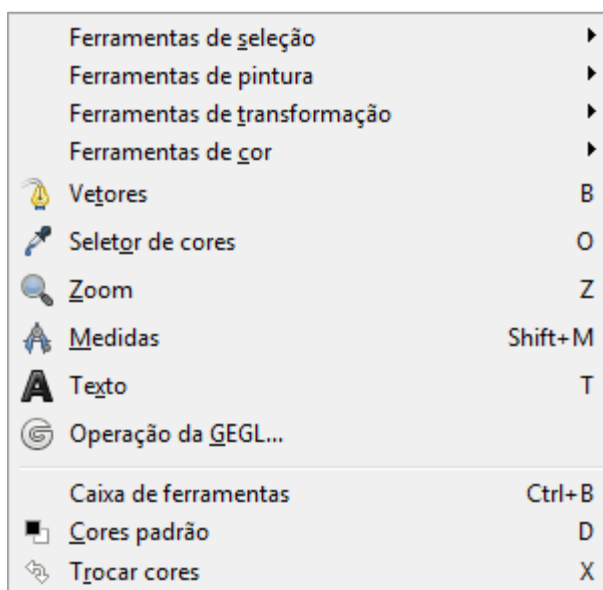 Ferramentas de seleção
Ferramentas de pintura
Ferramentas de transformação
Ferramentas de cor
Vetores B
Seletor de cores O
Zoom Z
Medidas Shift+M
Texto T
Operação da GEGL...
Caixa de ferramentas Ctrl+B
Cores padrão D
Trocar cores X